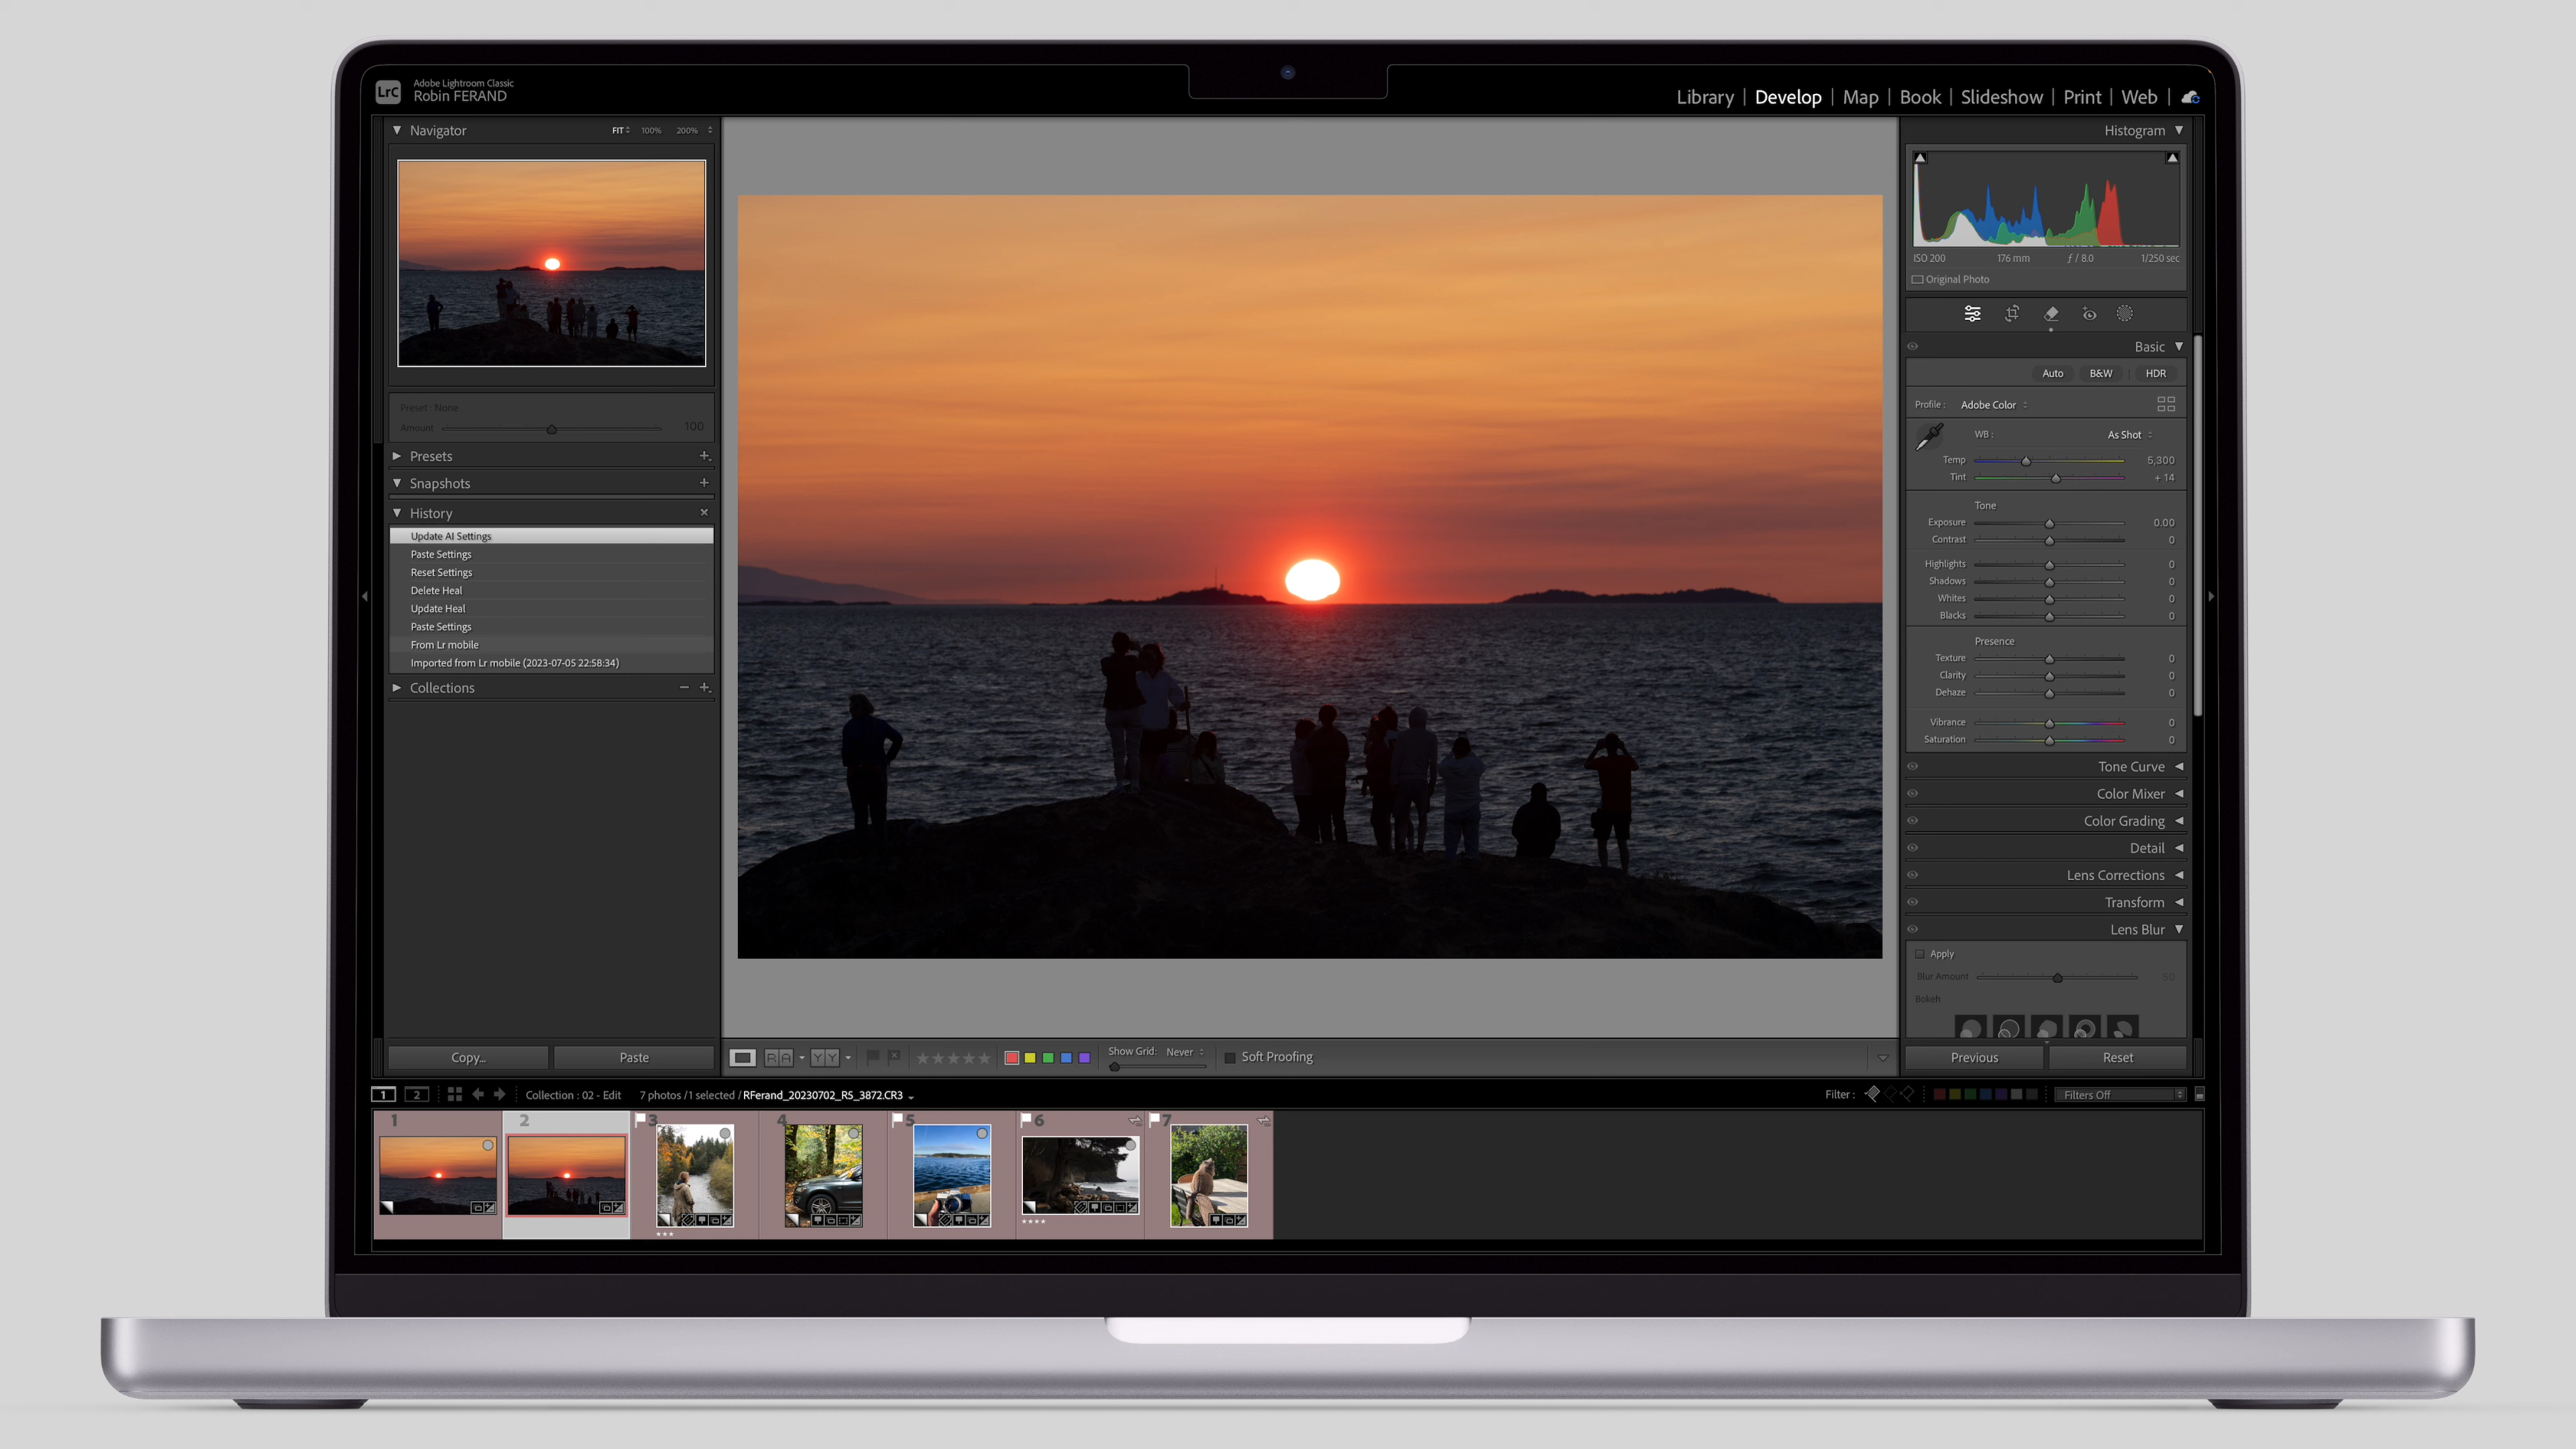 LrC
Adobe Lightroom Classic
Robin FERAND
Library | Develop | Map | Book | Slideshow | Print | Web |
Navigator FIT 100% 200%
Preset : None
Amount 100
Presets
Snapshots
History
Update AI Settings
Paste Settings
Reset Settings
Delete Heal
Update Heal
Paste Settings
From Lr mobile
Imported from Lr mobile (2023-07-05 22:58:34)
Collections
Copy... Paste
Histogram
ISO 200 176 mm ƒ / 8.0 1/250 sec
Original Photo
Basic
Auto B&W | HDR
Profile : Adobe Color
WB : As Shot
Temp 5,300
Tint + 14
Tone
Exposure 0.00
Contrast 0
Highlights 0
Shadows 0
Whites 0
Blacks 0
Presence
Texture 0
Clarity 0
Dehaze 0
Vibrance 0
Saturation 0
Tone Curve
Color Mixer
Color Grading
Detail
Lens Corrections
Transform
Lens Blur
Apply
Blur Amount 50
Bokeh
Previous Reset
R A Y Y Show Grid: Never Soft Proofing
1 2 Collection : 02 - Edit 7 photos / 1 selected / RFerand_20230702_R5_3872.CR3 Filter : Filters Off
1 2 3 4 5 6 7